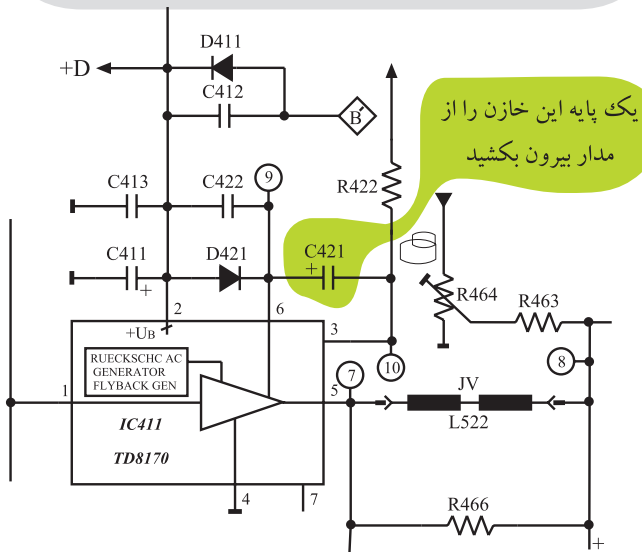 D411
+D
C412
B'
یک پایه این خازن را از
مدار بیرون بکشید
9
C413
C422
R422
C411
+
D421
C421
+
R464
R463
2
6
+UB
3
10
8
RUECKSCHC AC
GENERATOR
FLYBACK GEN
7
JV
1
5
IC411
L522
TD8170
4
7
R466
+